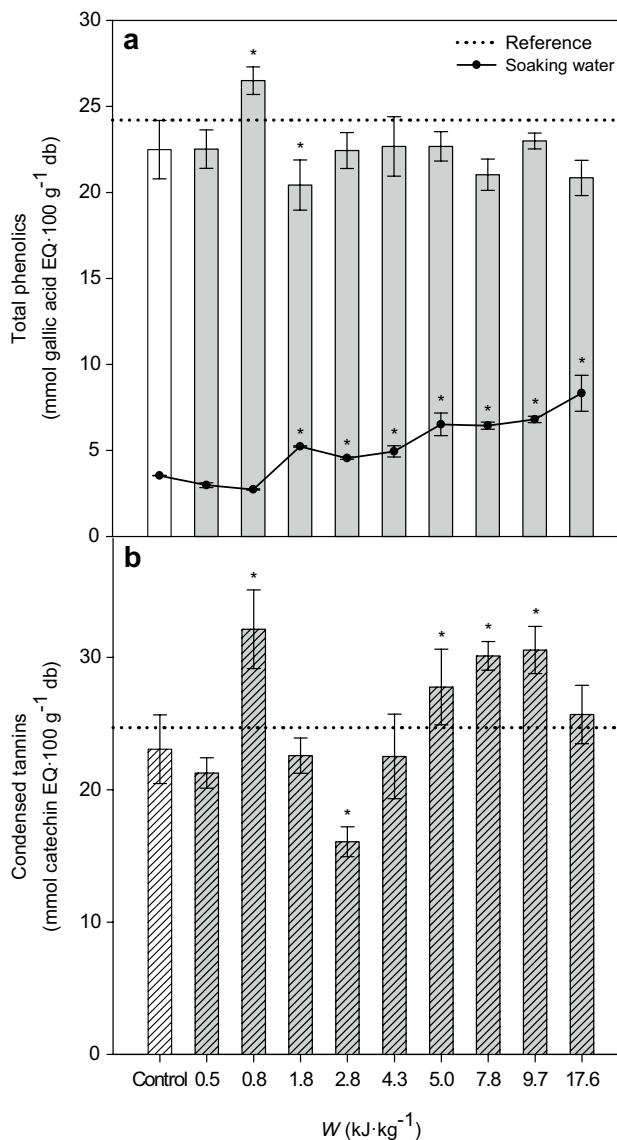 30
a
Reference
Soaking water
*
25
*
20
15
10
*
*
*
*
*
*
*
5
0
Total phenolics
(mmol gallic acid EQ·100 g⁻¹ db)
b
*
*
*
*
30
20
*
10
0
Condensed tannins
(mmol catechin EQ·100 g⁻¹ db)
Control 0.5 0.8 1.8 2.8 4.3 5.0 7.8 9.7 17.6
W (kJ·kg⁻¹)